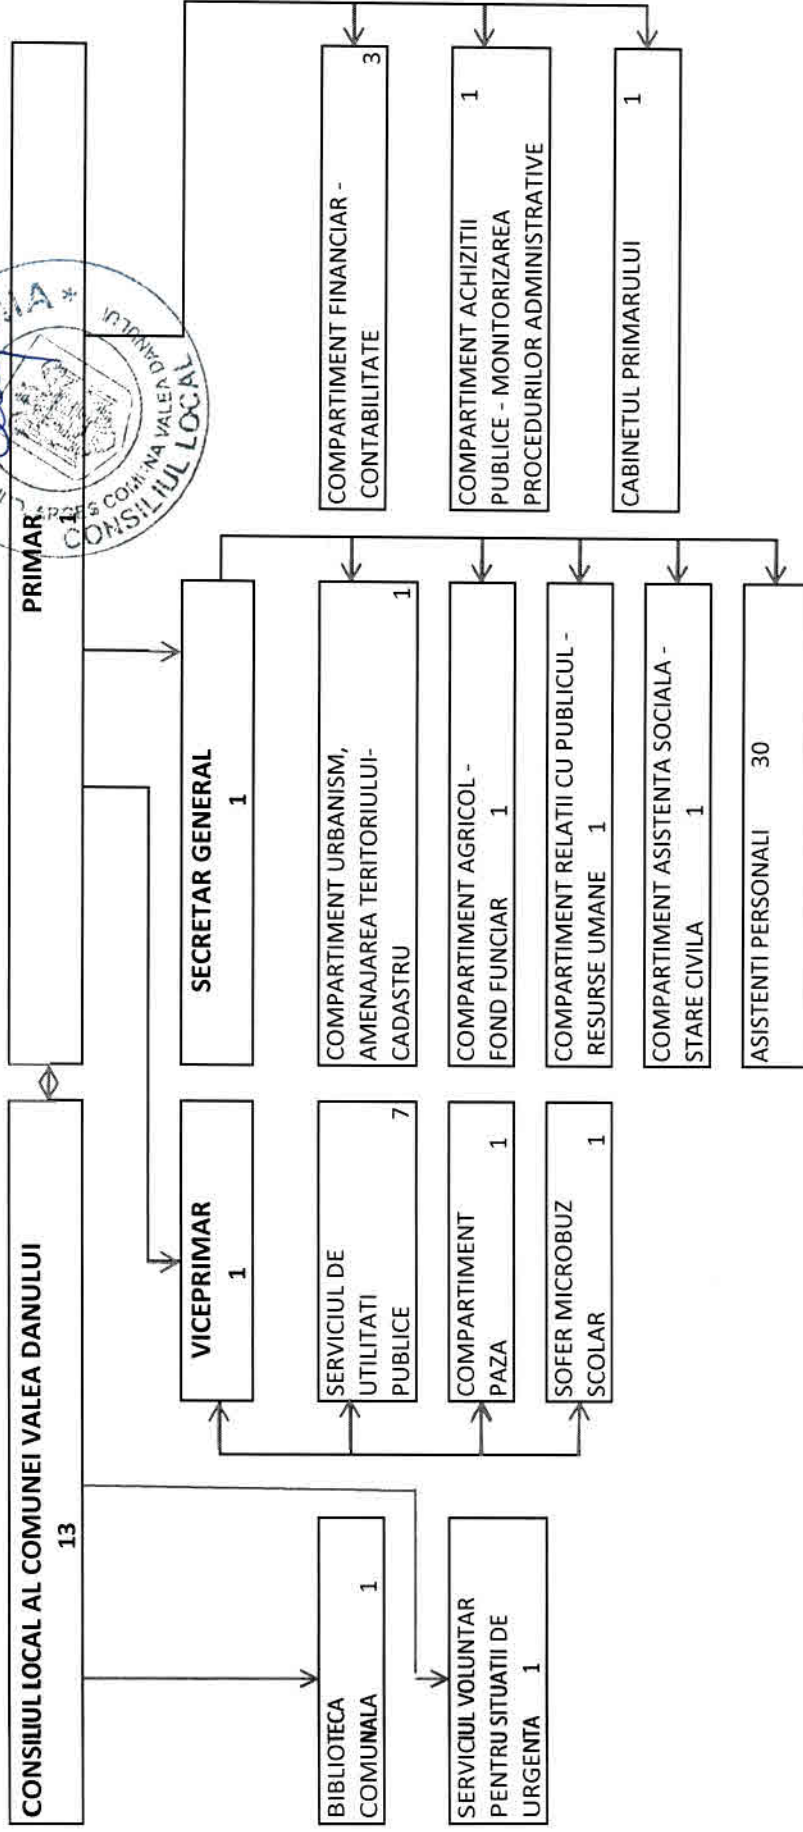 CONSILIUL LOCAL AL COMUNEI VALEA DANULUI
13
PRIMAR
1
COMUNA VALEA DANULUI
CONSILIUL LOCAL
VICEPRIMAR
1
SECRETAR GENERAL
1
BIBLIOTECA
COMUNALA 1
SERVICIUL VOLUNTAR
PENTRU SITUATII DE
URGENTA 1
SERVICIUL DE
UTILITATI
PUBLICE 7
COMPARTIMENT
PAZA 1
SOFER MICROBUZ
SCOLAR 1
COMPARTIMENT URBANISM,
AMENAJAREA TERITORIULUI-
CADASTRU 1
COMPARTIMENT AGRICOL -
FOND FUNCIAR 1
COMPARTIMENT RELATII CU PUBLICUL -
RESURSE UMANE 1
COMPARTIMENT ASISTENTA SOCIALA -
STARE CIVILA 1
ASISTENTI PERSONALI 30
COMPARTIMENT FINANCIAR -
CONTABILITATE 3
COMPARTIMENT ACHIZITII 1
PUBLICE - MONITORIZAREA
PROCEDURILOR ADMINISTRATIVE
CABINETUL PRIMARULUI 1